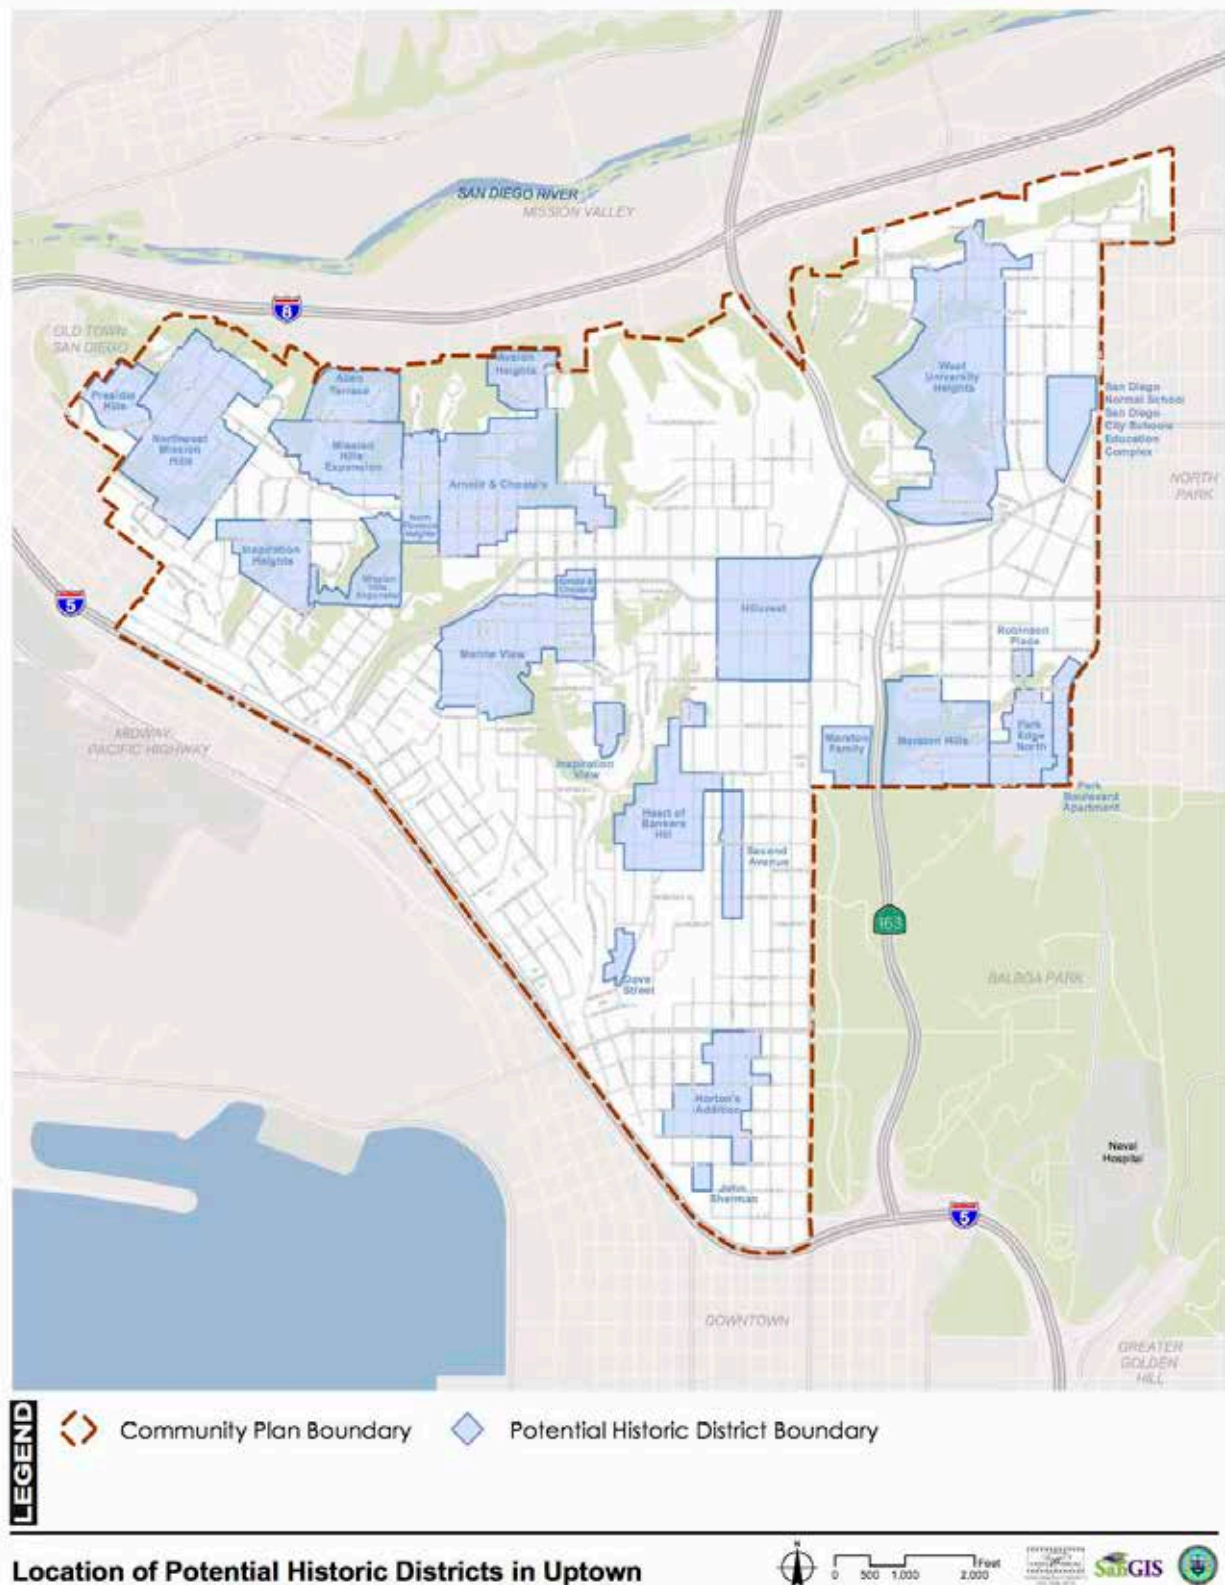 SAN DIEGO RIVER
MISSION VALLEY
8
OLD TOWN
SAN DIEGO
Avalon
Heights
Allen
Terrace
Presidio
Hills
West
University
Heights
San Diego
Normal School
San Diego
City Schools
Education
Complex
Northwest
Mission
Hills
Mission
Hills
Expansion
Arnold & Choate's
NORTH
PARK
North
Florence
Heights
Inspiration
Heights
Mission
Hills
5
Hillcrest
Robinson
Place
Marine View
MIDWAY,
PACIFIC HIGHWAY
Marston
Family
Marston Hills
Park
Edge
North
Inspiration
View
Park
Boulevard
Apartment
Heart of
Bankers
Hill
Second
Avenue
163
Dove
Street
BALBOA PARK
Horton's
Addition
Naval
Hospital
John
Sherman
5
DOWNTOWN
GREATER
GOLDEN
HILL
LEGEND
Community Plan Boundary
Potential Historic District Boundary
Location of Potential Historic Districts in Uptown
N
0 500 1,000 2,000 Feet
SanGIS